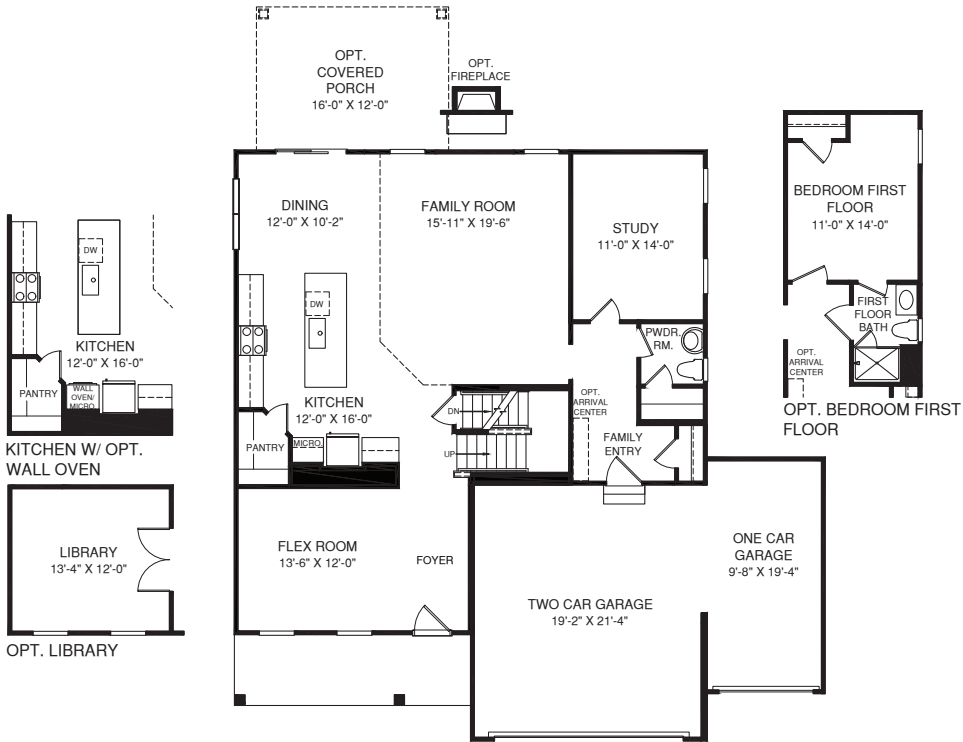 OPT.
COVERED
PORCH
16'-0" X 12'-0"
OPT.
FIREPLACE
DINING
12'-0" X 10'-2"
FAMILY ROOM
15'-11" X 19'-6"
STUDY
11'-0" X 14'-0"
BEDROOM FIRST
FLOOR
11'-0" X 14'-0"
DW
KITCHEN
12'-0" X 16'-0"
PANTRY
WALL
OVEN/
MICRO.
KITCHEN W/ OPT.
WALL OVEN
DW
KITCHEN
12'-0" X 16'-0"
PANTRY
MICRO.
DN
UP
PWDR.
RM.
OPT.
ARRIVAL
CENTER
FAMILY
ENTRY
FIRST
FLOOR
BATH
OPT.
ARRIVAL
CENTER
OPT. BEDROOM FIRST
FLOOR
LIBRARY
13'-4" X 12'-0"
OPT. LIBRARY
FLEX ROOM
13'-6" X 12'-0"
FOYER
TWO CAR GARAGE
19'-2" X 21'-4"
ONE CAR
GARAGE
9'-8" X 19'-4"